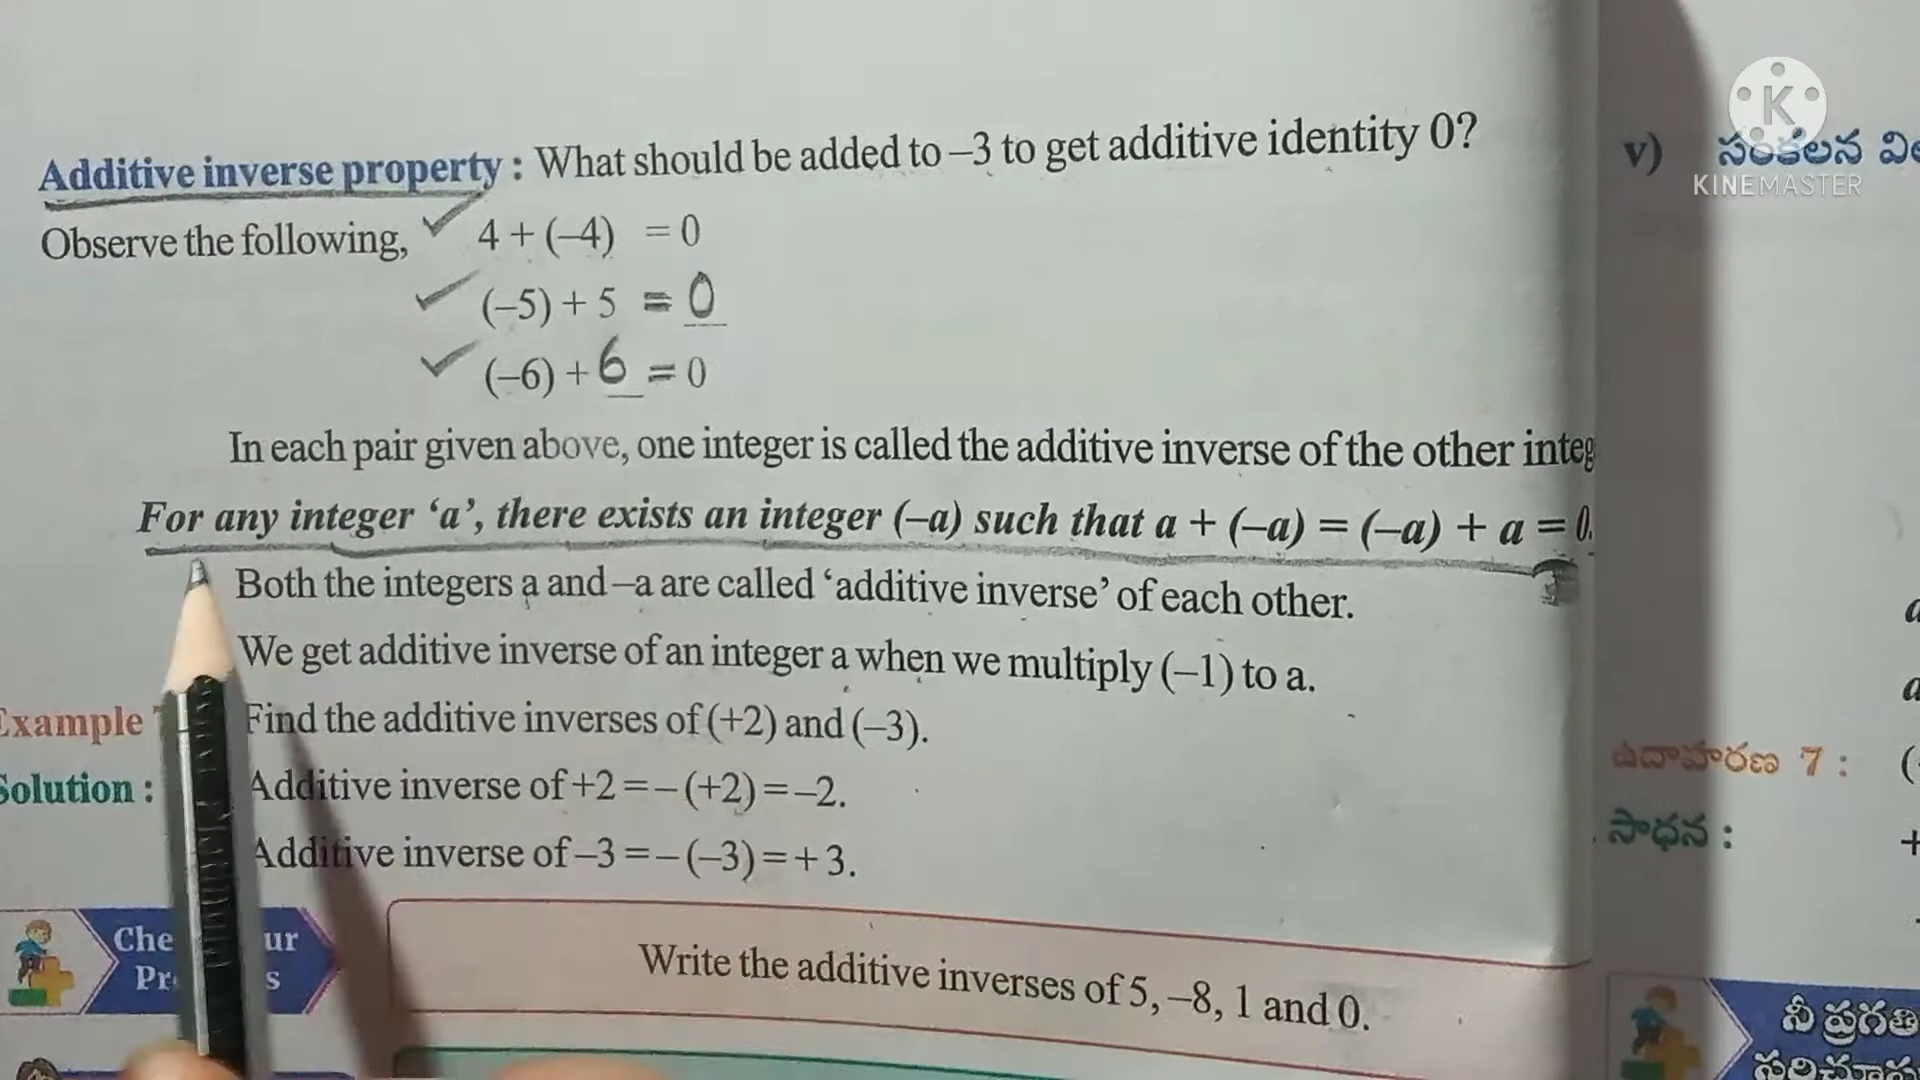 Additive inverse property : What should be added to –3 to get additive identity 0?
Observe the following, 4 + (–4) = 0
(–5) + 5 = 0
(–6) + 6 = 0
In each pair given above, one integer is called the additive inverse of the other integ
For any integer ‘a’, there exists an integer (–a) such that a + (–a) = (–a) + a = 0.
Both the integers a and –a are called ‘additive inverse’ of each other.
We get additive inverse of an integer a when we multiply (–1) to a.
Example Find the additive inverses of (+2) and (–3).
Solution : Additive inverse of +2 = – (+2) = –2.
Additive inverse of –3 = – (–3) = + 3.
Write the additive inverses of 5, –8, 1 and 0.
K
KINEMASTER
v) సంకలన
ఉదాహరణ 7 : (
సాధన : +
నీ ప్రగతి